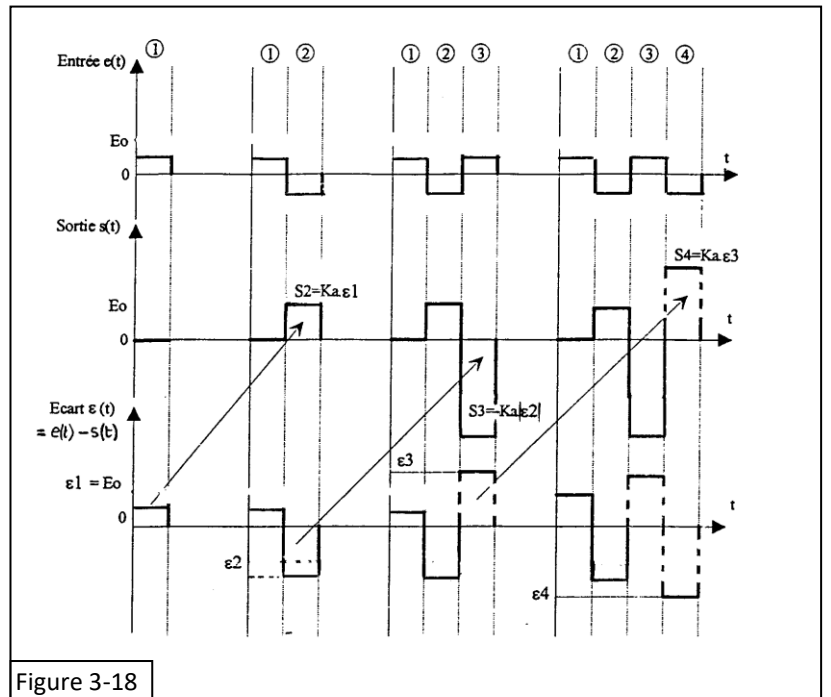 ① ① ② ① ② ③ ① ② ③ ④
Entrée e(t)
Eo
t
0
Sortie s(t)
S4=Ka.ε3
S2=Ka.ε1
Eo
t
0
Ecart ε(t)
= e(t) – s(t)
S3=-Ka|ε2|
ε3
ε1 = Eo
t
0
ε2
ε4
Figure 3-18